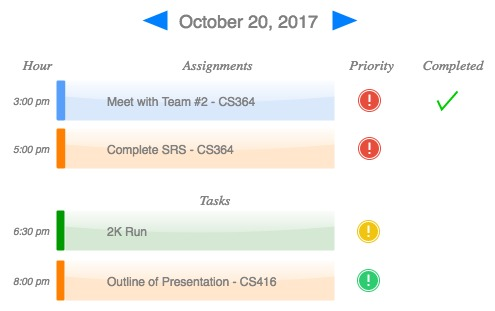 October 20, 2017
Hour Assignments Priority Completed
3:00 pm Meet with Team #2 - CS364
5:00 pm Complete SRS - CS364
Tasks
6:30 pm 2K Run
8:00 pm Outline of Presentation - CS416